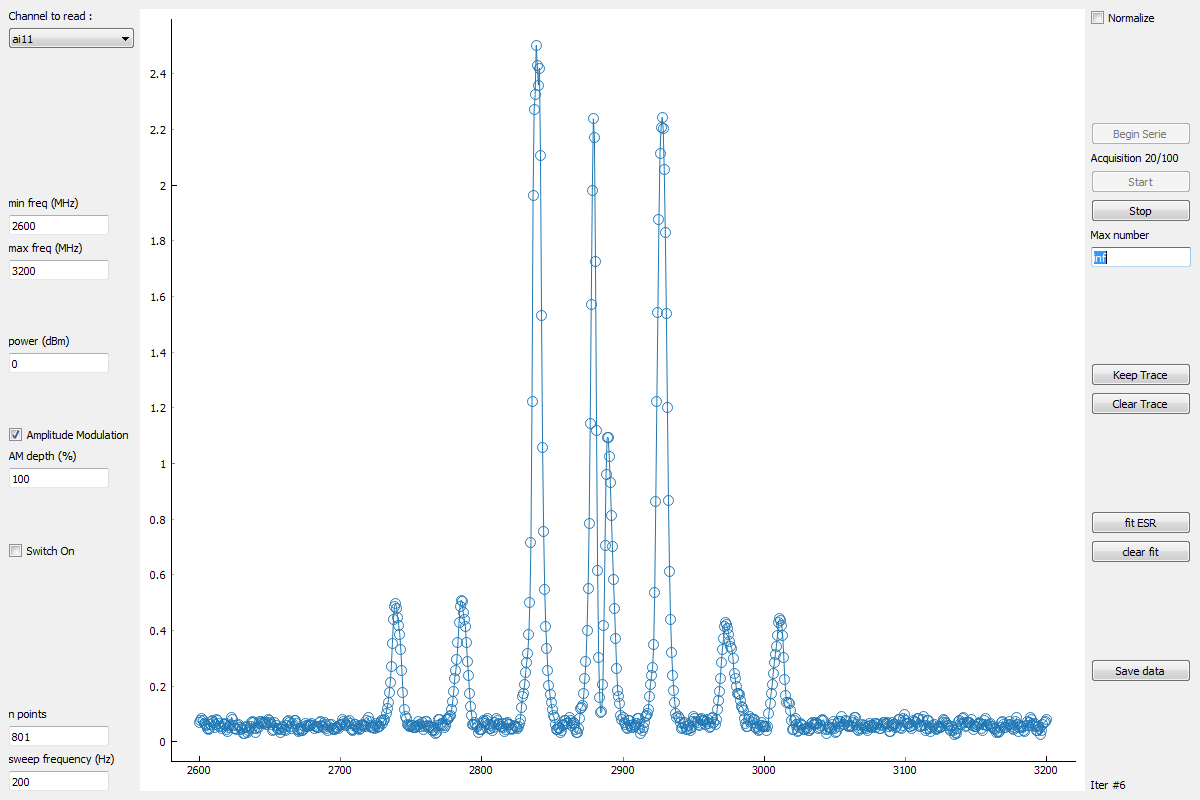 Channel to read :
ai11
min freq (MHz)
2600
max freq (MHz)
3200
power (dBm)
0
Amplitude Modulation
AM depth (%)
100
Switch On
n points
801
sweep frequency (Hz)
200
2.4
2.2
2
1.8
1.6
1.4
1.2
1
0.8
0.6
0.4
0.2
0
2600 2700 2800 2900 3000 3100 3200
Normalize
Begin Serie
Acquisition 20/100
Start
Stop
Max number
inf
Keep Trace
Clear Trace
fit ESR
clear fit
Save data
Iter #6